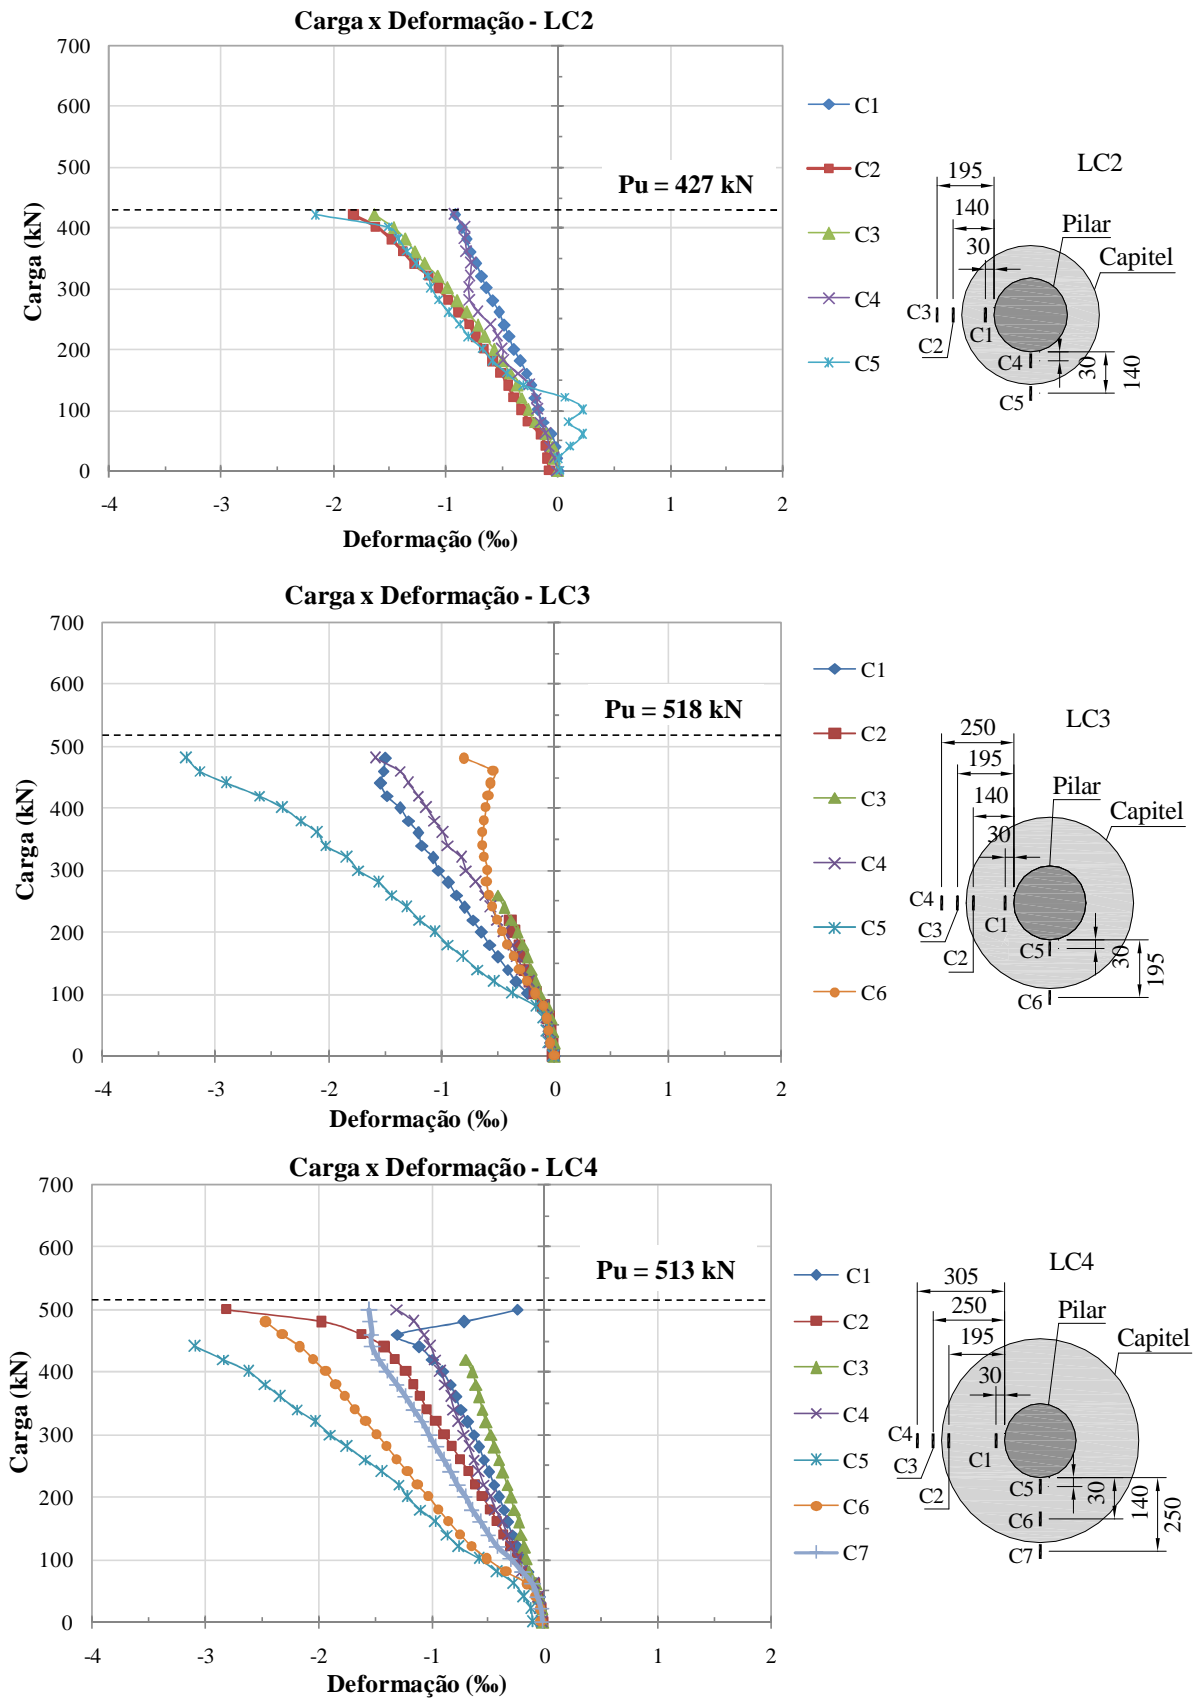 Carga x Deformação - LC2
700
600
500
400
300
200
100
0
Carga (kN)
Pu = 427 kN
-4 -3 -2 -1 0 1 2
Deformação (‰)
C1
C2
C3
C4
C5
LC2
195
140
30
Pilar
Capitel
C3
C2
C1
C4
C5
30
140
Carga x Deformação - LC3
700
600
500
400
300
200
100
0
Carga (kN)
Pu = 518 kN
-4 -3 -2 -1 0 1 2
Deformação (‰)
C1
C2
C3
C4
C5
C6
LC3
250
195
140
30
Pilar
Capitel
C4
C3
C2
C1
C5
C6
30
195
Carga x Deformação - LC4
700
600
500
400
300
200
100
0
Carga (kN)
Pu = 513 kN
-4 -3 -2 -1 0 1 2
Deformação (‰)
C1
C2
C3
C4
C5
C6
C7
LC4
305
250
195
30
Pilar
Capitel
C4
C3
C2
C1
C5
C6
C7
30
140
250